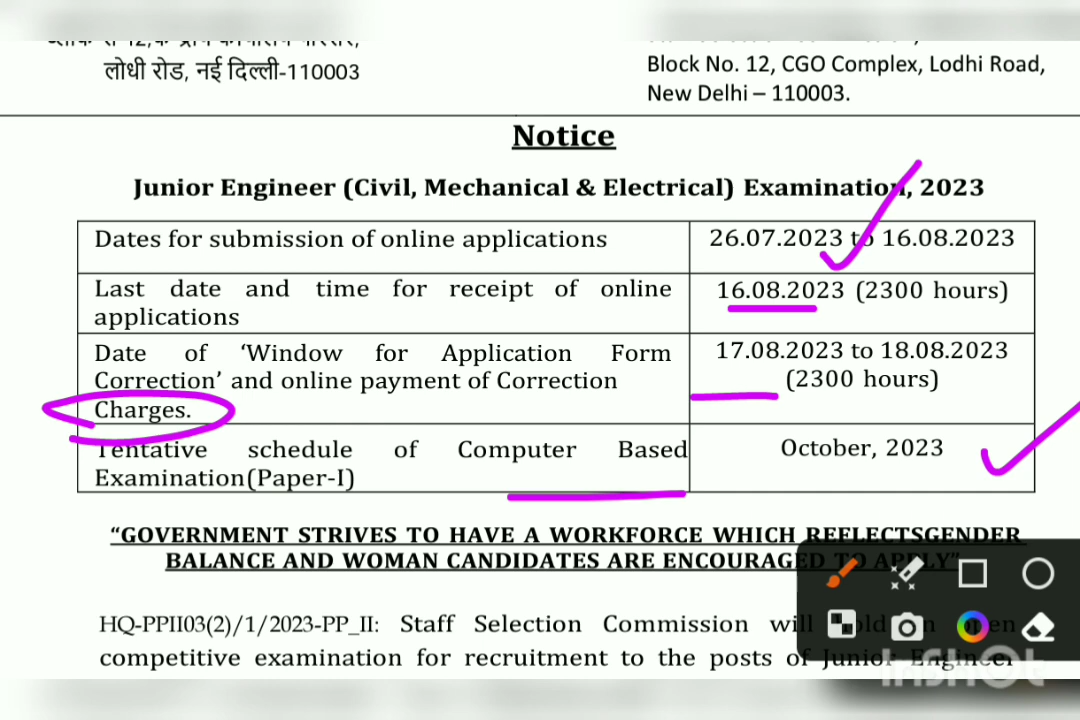 लोधी रोड, नई दिल्ली-110003
Block No. 12, CGO Complex, Lodhi Road,
New Delhi – 110003.
Notice
Junior Engineer (Civil, Mechanical & Electrical) Examination, 2023
Dates for submission of online applications
26.07.2023 to 16.08.2023
Last date and time for receipt of online
applications
16.08.2023 (2300 hours)
Date of ‘Window for Application Form
Correction’ and online payment of Correction
Charges.
17.08.2023 to 18.08.2023
(2300 hours)
Tentative schedule of Computer Based
Examination(Paper-I)
October, 2023
“GOVERNMENT STRIVES TO HAVE A WORKFORCE WHICH REFLECTSGENDER
BALANCE AND WOMAN CANDIDATES ARE ENCOURAGED TO APPLY”
HQ-PPII03(2)/1/2023-PP_II: Staff Selection Commission will hold an open
competitive examination for recruitment to the posts of Junior Engineer
InShOt